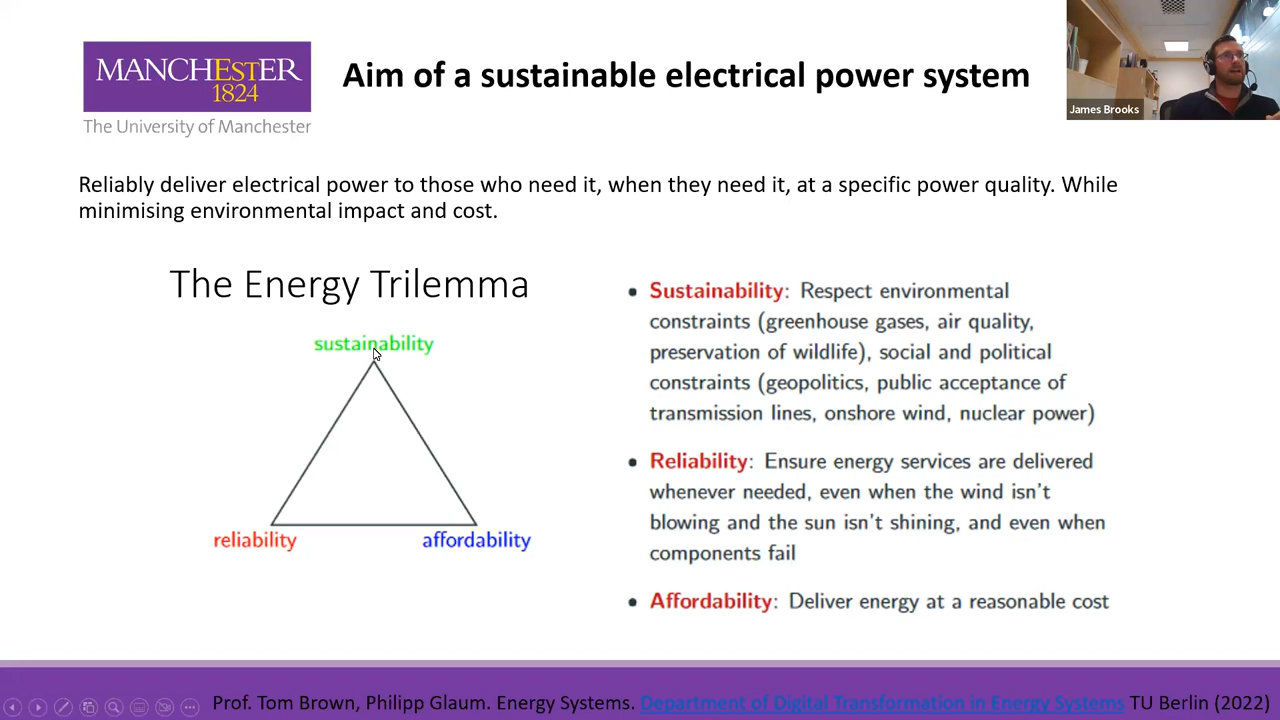 MANCHESTER
1824
The University of Manchester
Aim of a sustainable electrical power system
James Brooks
Reliably deliver electrical power to those who need it, when they need it, at a specific power quality. While
minimising environmental impact and cost.
The Energy Trilemma
sustainability
reliability
affordability
• Sustainability: Respect environmental
constraints (greenhouse gases, air quality,
preservation of wildlife), social and political
constraints (geopolitics, public acceptance of
transmission lines, onshore wind, nuclear power)
• Reliability: Ensure energy services are delivered
whenever needed, even when the wind isn't
blowing and the sun isn't shining, and even when
components fail
• Affordability: Deliver energy at a reasonable cost
Prof. Tom Brown, Philipp Glaum. Energy Systems. Department of Digital Transformation in Energy Systems TU Berlin (2022)